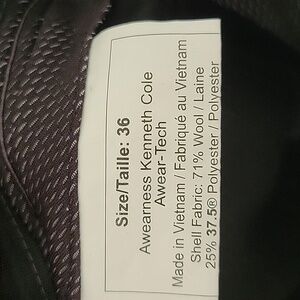 Size/Taille: 36
Awearness Kenneth Cole
Awear-Tech
Made in Vietnam / Fabriqué au Vietnam
Shell Fabric: 71% Wool / Laine
25% 37.5® Polyester / Polyester